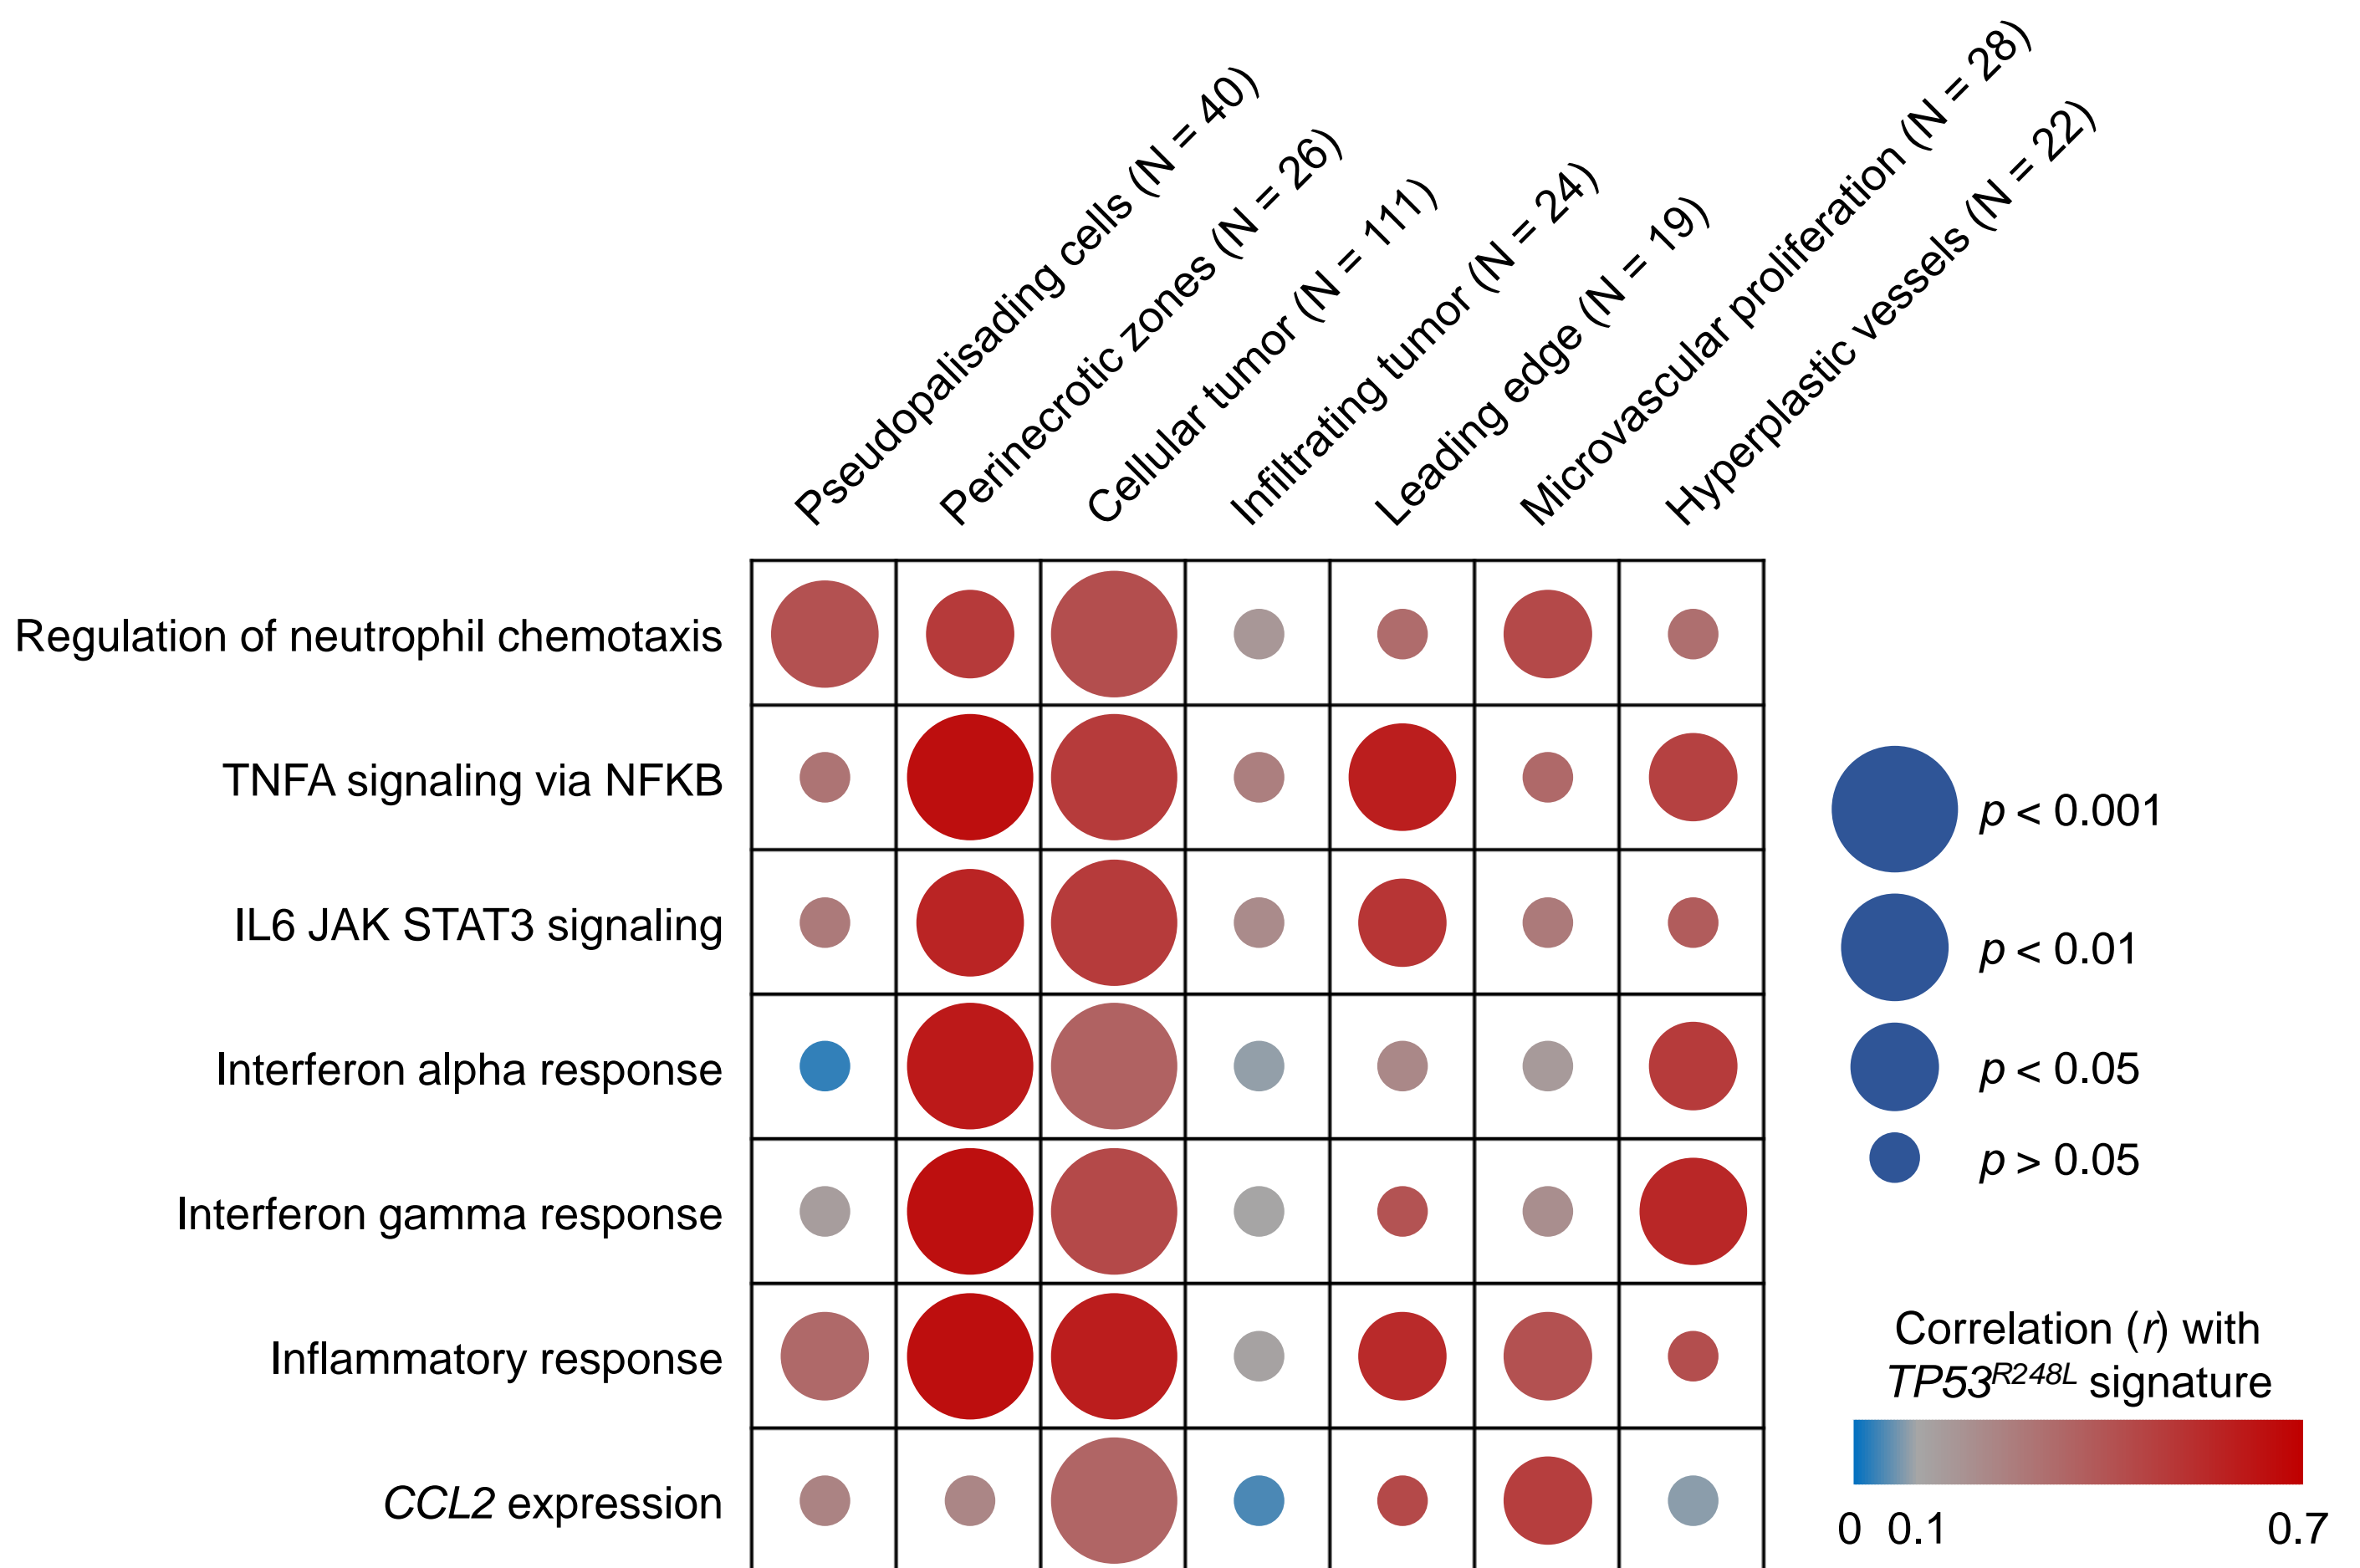 Pseudopalisading cells (N = 40)
Perinecrotic zones (N = 26)
Cellular tumor (N = 111)
Infiltrating tumor (N = 24)
Leading edge (N = 19)
Microvascular proliferation (N = 28)
Hyperplastic vessels (N = 22)
Regulation of neutrophil chemotaxis
TNFA signaling via NFKB
IL6 JAK STAT3 signaling
Interferon alpha response
Interferon gamma response
Inflammatory response
CCL2 expression
p < 0.001
p < 0.01
p < 0.05
p > 0.05
Correlation (r) with
TP53R248L signature
0 0.1 0.7